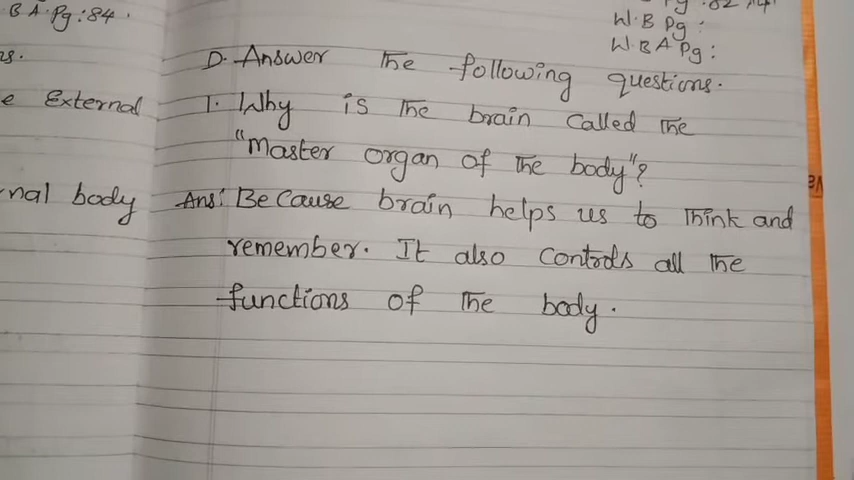 B A Pg: 84.
e External
nal body
W.B Pg:
W.B A Pg:
D. Answer the following questions.
1. Why is the brain called the
"Master organ of the body"?
Ans: Because brain helps us to think and
remember. It also controls all the
functions of the body.